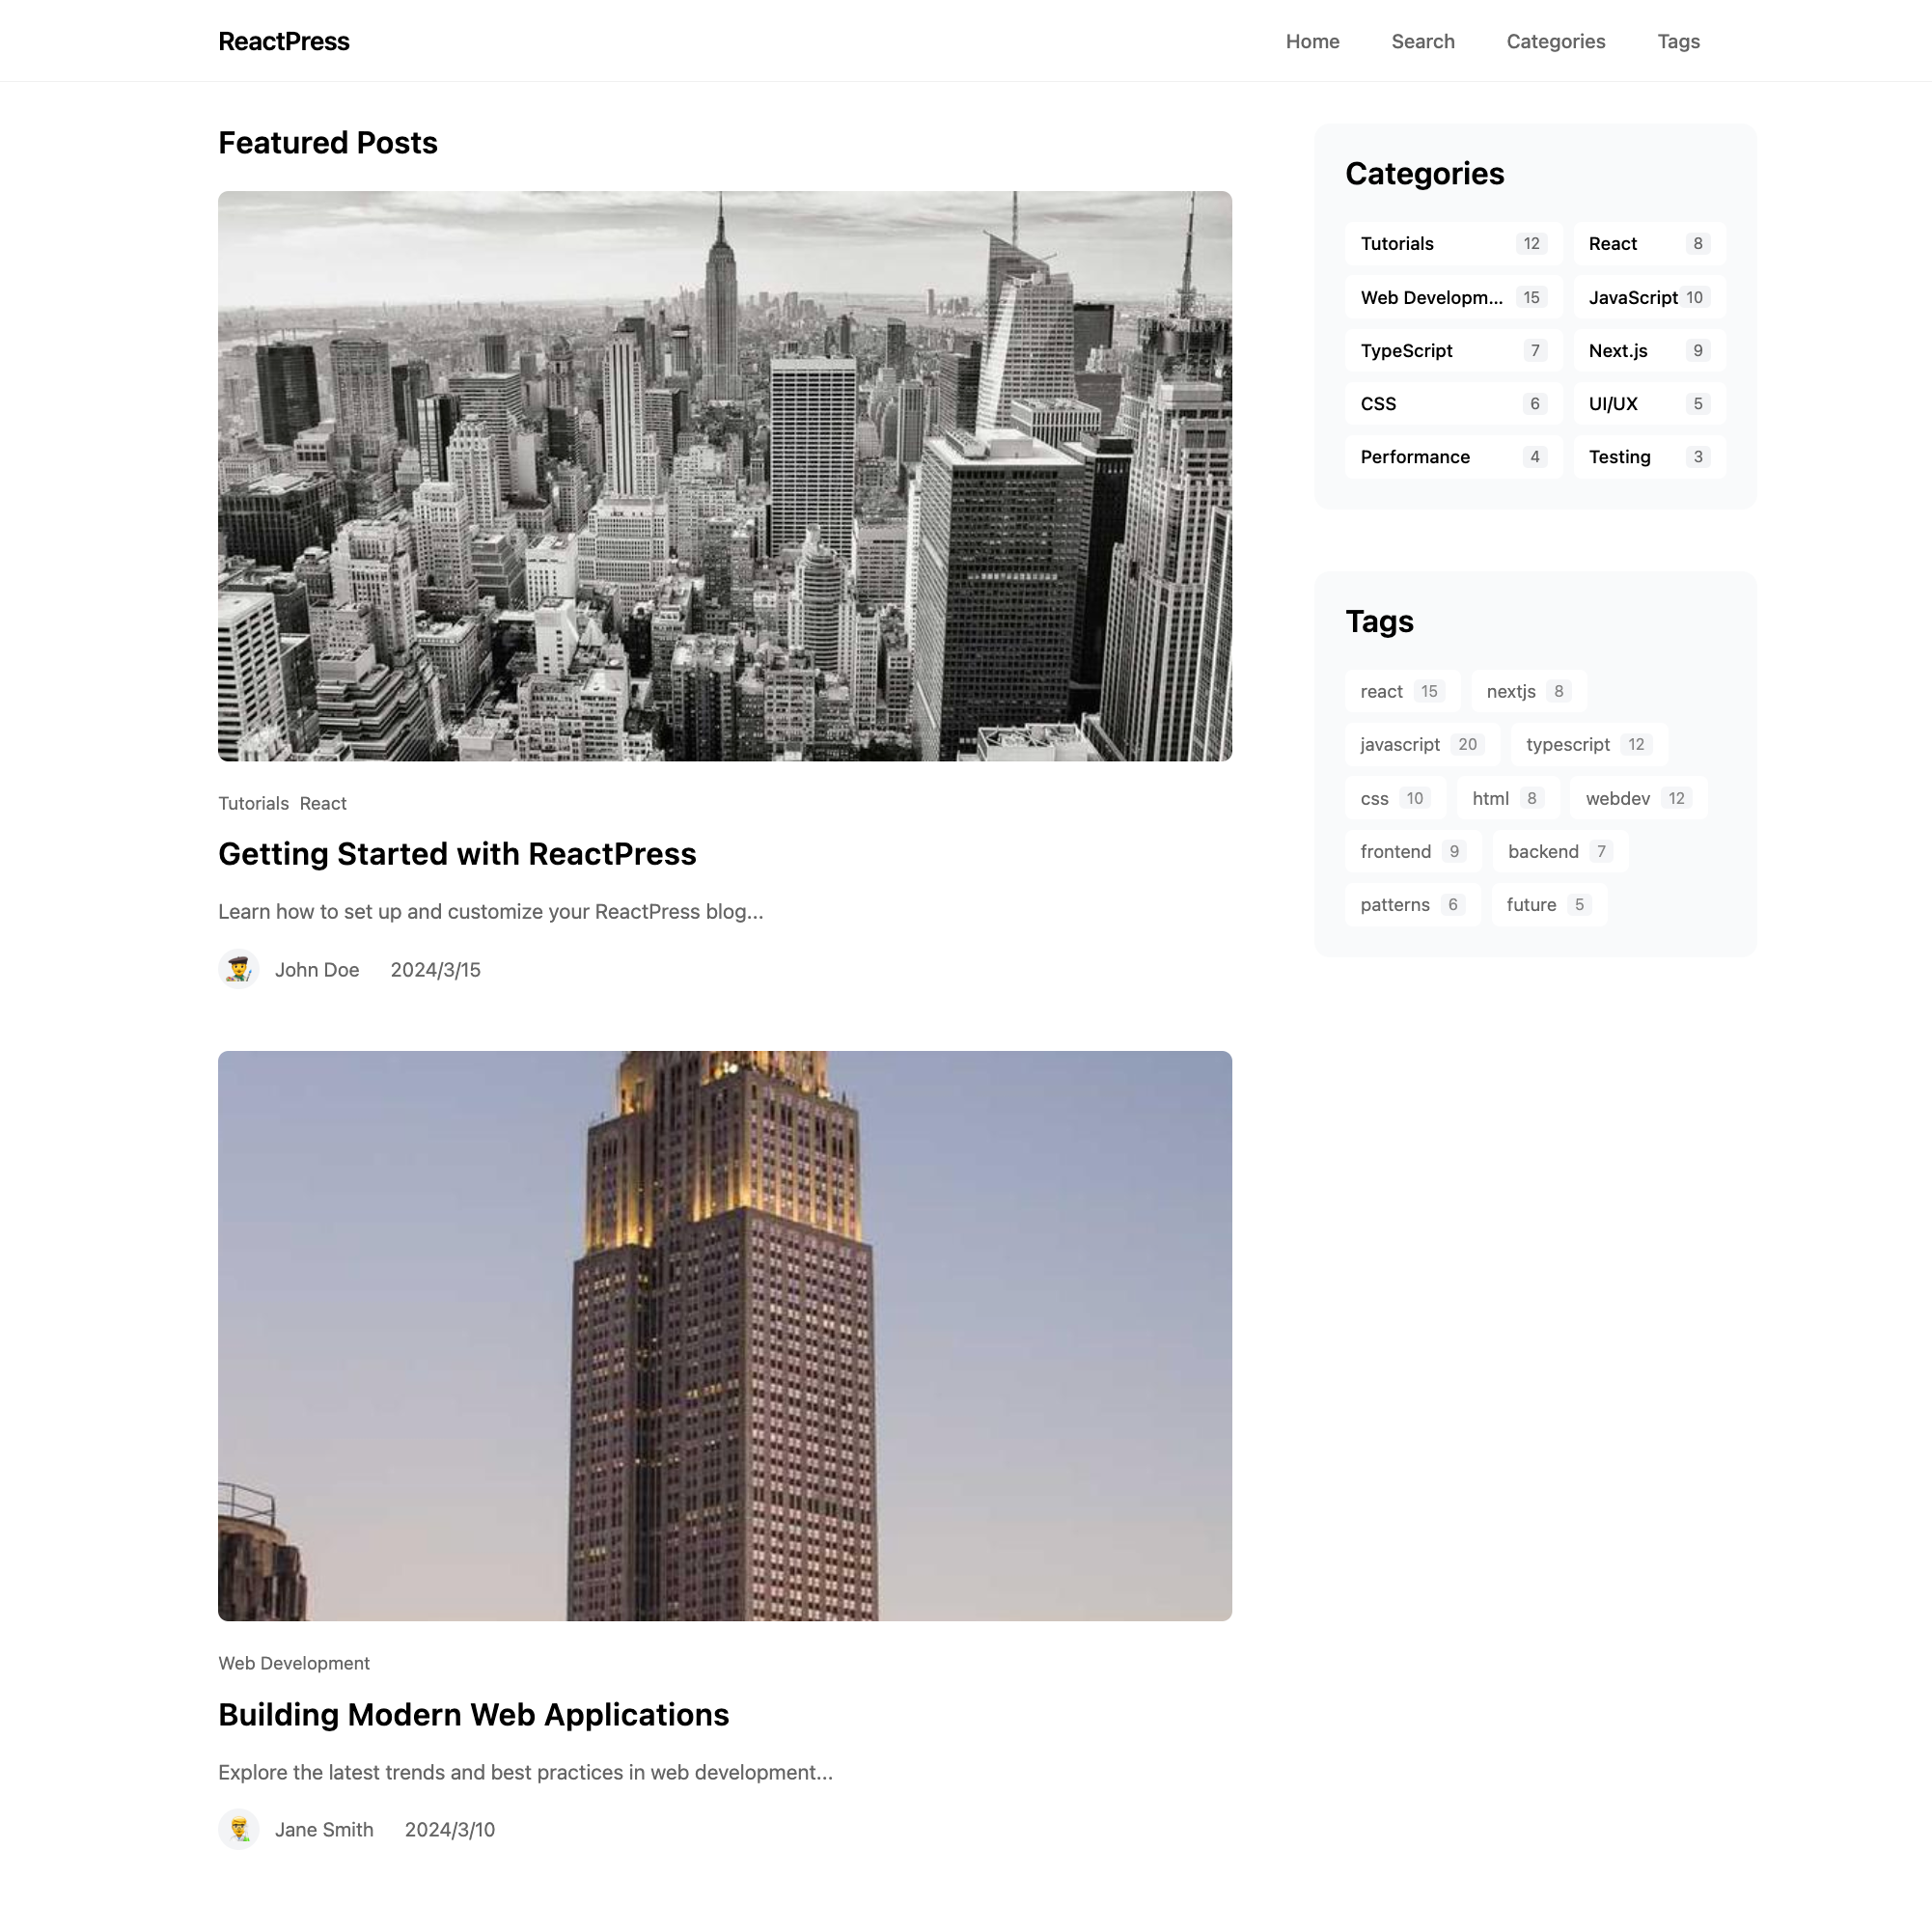 ReactPress
Home Search Categories Tags
Featured Posts
Tutorials React
Getting Started with ReactPress
Learn how to set up and customize your ReactPress blog...
John Doe 2024/3/15
Web Development
Building Modern Web Applications
Explore the latest trends and best practices in web development...
Jane Smith 2024/3/10
Categories
Tutorials 12 React 8
Web Developm... 15 JavaScript 10
TypeScript 7 Next.js 9
CSS 6 UI/UX 5
Performance 4 Testing 3
Tags
react 15 nextjs 8
javascript 20 typescript 12
css 10 html 8 webdev 12
frontend 9 backend 7
patterns 6 future 5